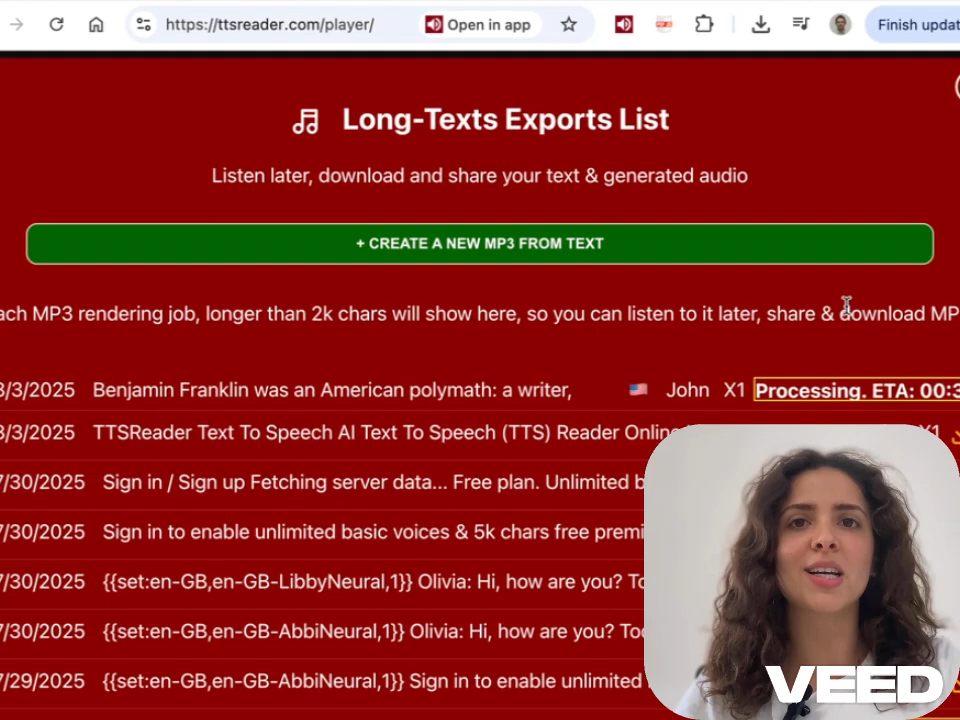 https://ttsreader.com/player/ Open in app Finish updat
Long-Texts Exports List
Listen later, download and share your text & generated audio
+ CREATE A NEW MP3 FROM TEXT
ach MP3 rendering job, longer than 2k chars will show here, so you can listen to it later, share & download MP
3/3/2025 Benjamin Franklin was an American polymath: a writer, John X1 Processing. ETA: 00:3
3/3/2025 TTSReader Text To Speech AI Text To Speech (TTS) Reader Online X1
7/30/2025 Sign in / Sign up Fetching server data... Free plan. Unlimited b
7/30/2025 Sign in to enable unlimited basic voices & 5k chars free premi
7/30/2025 {{set:en-GB,en-GB-LibbyNeural,1}} Olivia: Hi, how are you? To
7/30/2025 {{set:en-GB,en-GB-AbbiNeural,1}} Olivia: Hi, how are you? Too
7/29/2025 {{set:en-GB,en-GB-AbbiNeural,1}} Sign in to enable unlimited
VEED